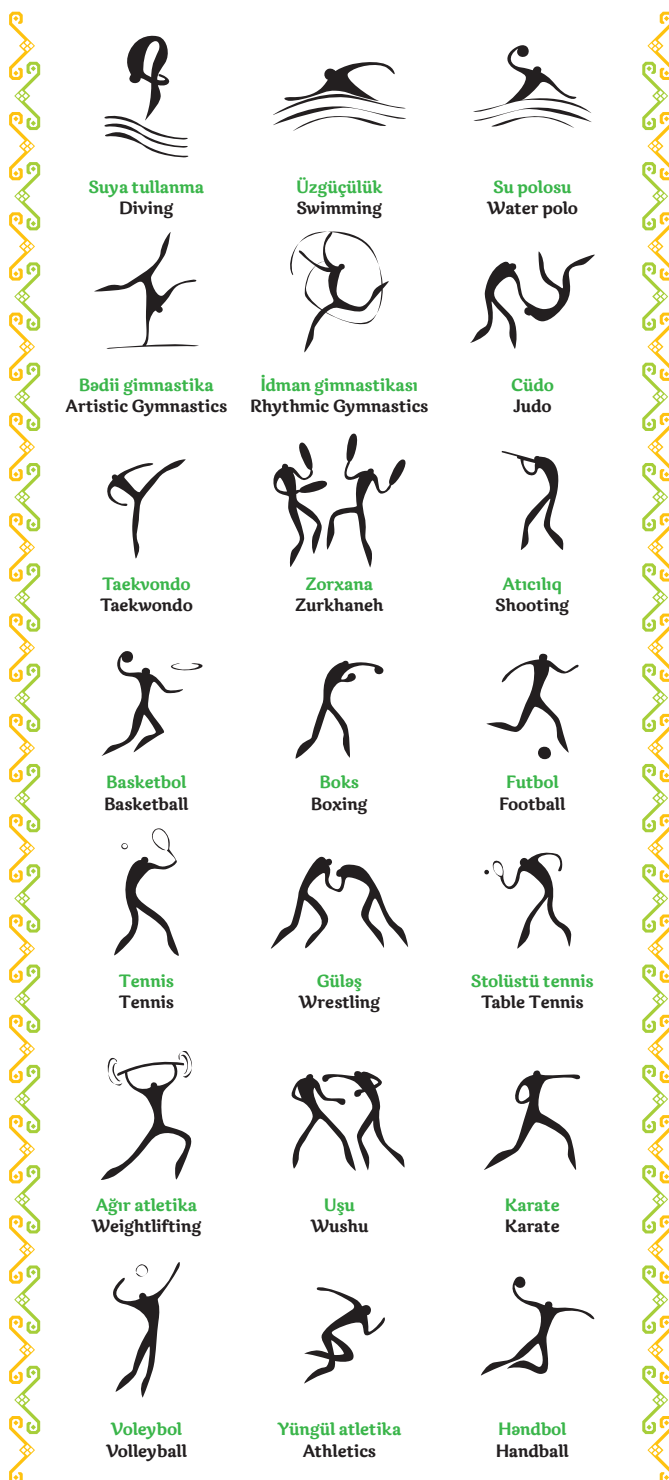 Suya tullanma
Diving
Üzgüçülük
Swimming
Su polosu
Water polo
Bədii gimnastika
Artistic Gymnastics
İdman gimnastikası
Rhythmic Gymnastics
Cüdo
Judo
Taekvondo
Taekwondo
Zorxana
Zurkhaneh
Atıcılıq
Shooting
Basketbol
Basketball
Boks
Boxing
Futbol
Football
Tennis
Tennis
Güləş
Wrestling
Stolüstü tennis
Table Tennis
Ağır atletika
Weightlifting
Uşu
Wushu
Karate
Karate
Voleybol
Volleyball
Yüngül atletika
Athletics
Həndbol
Handball